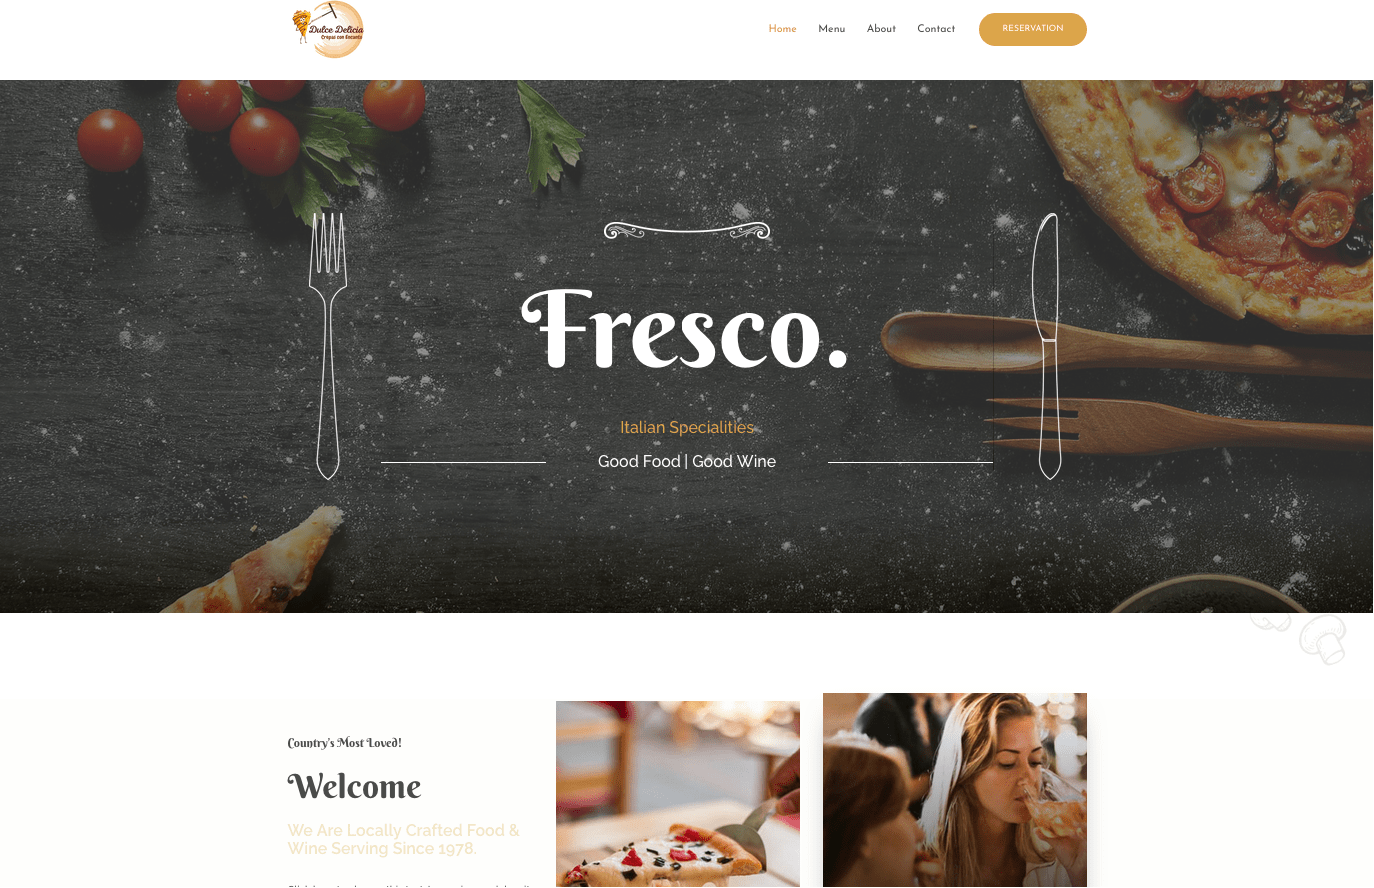 Dulce Delicia
Crepas con Encanto
Home
Menu
About
Contact
RESERVATION
Fresco.
Italian Specialities
Good Food | Good Wine
Country's Most Loved!
Welcome
We Are Locally Crafted Food &
Wine Serving Since 1978.